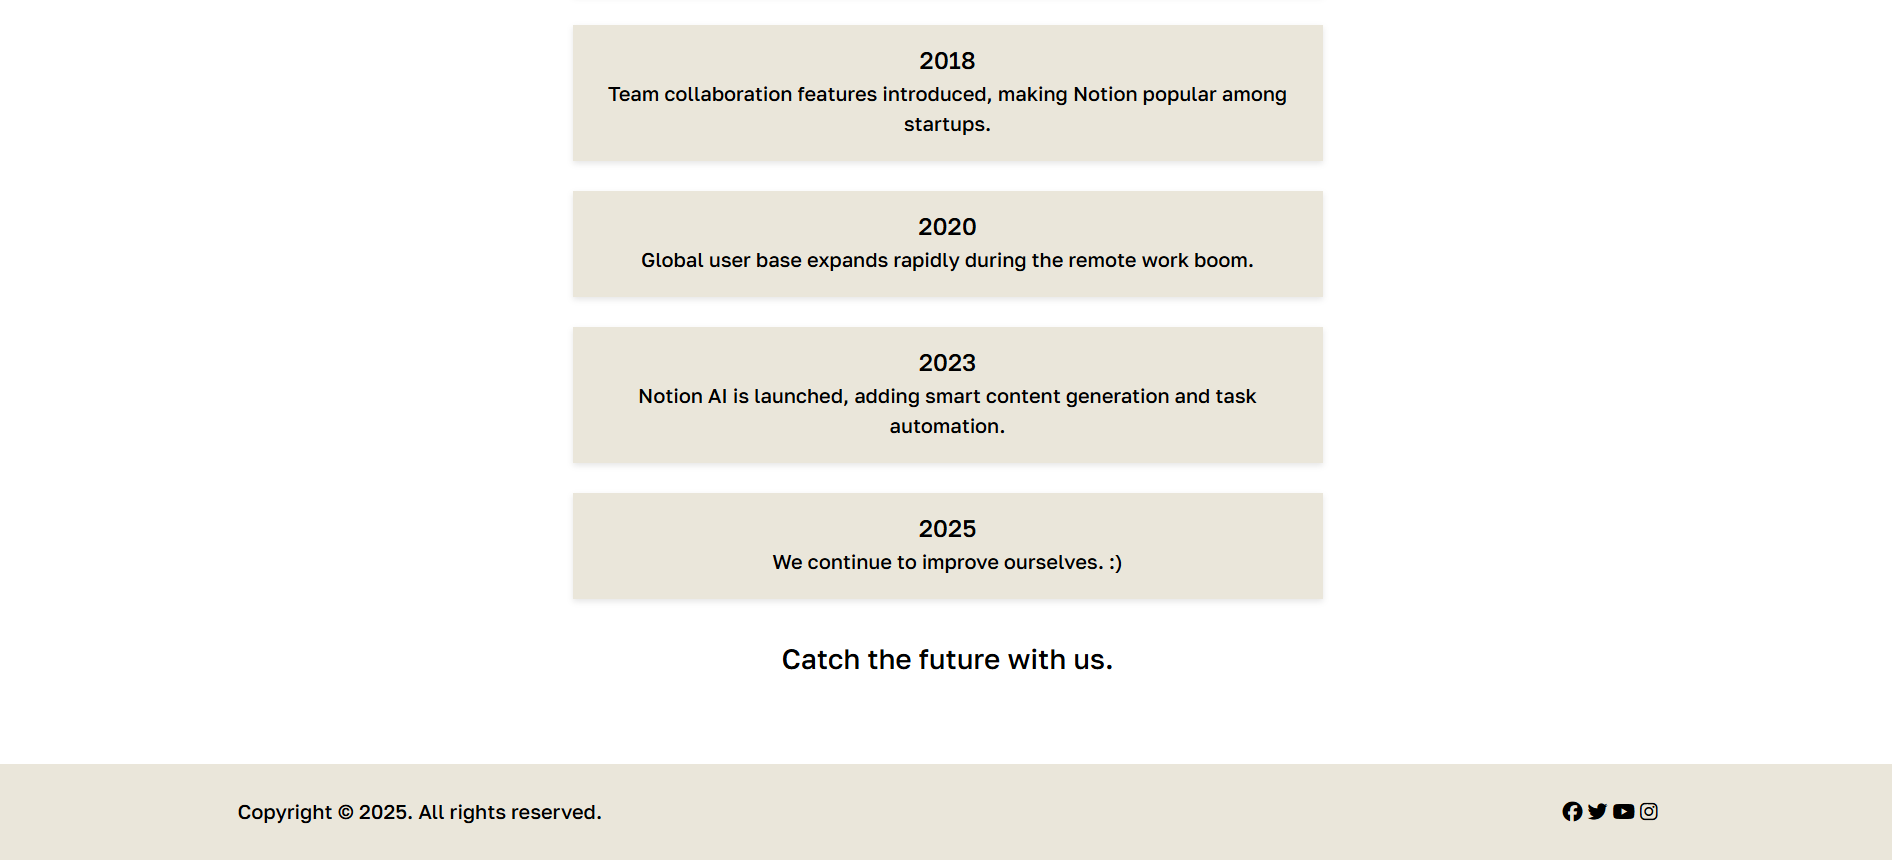 2018
Team collaboration features introduced, making Notion popular among
startups.
2020
Global user base expands rapidly during the remote work boom.
2023
Notion AI is launched, adding smart content generation and task
automation.
2025
We continue to improve ourselves. :)
Catch the future with us.
Copyright © 2025. All rights reserved.